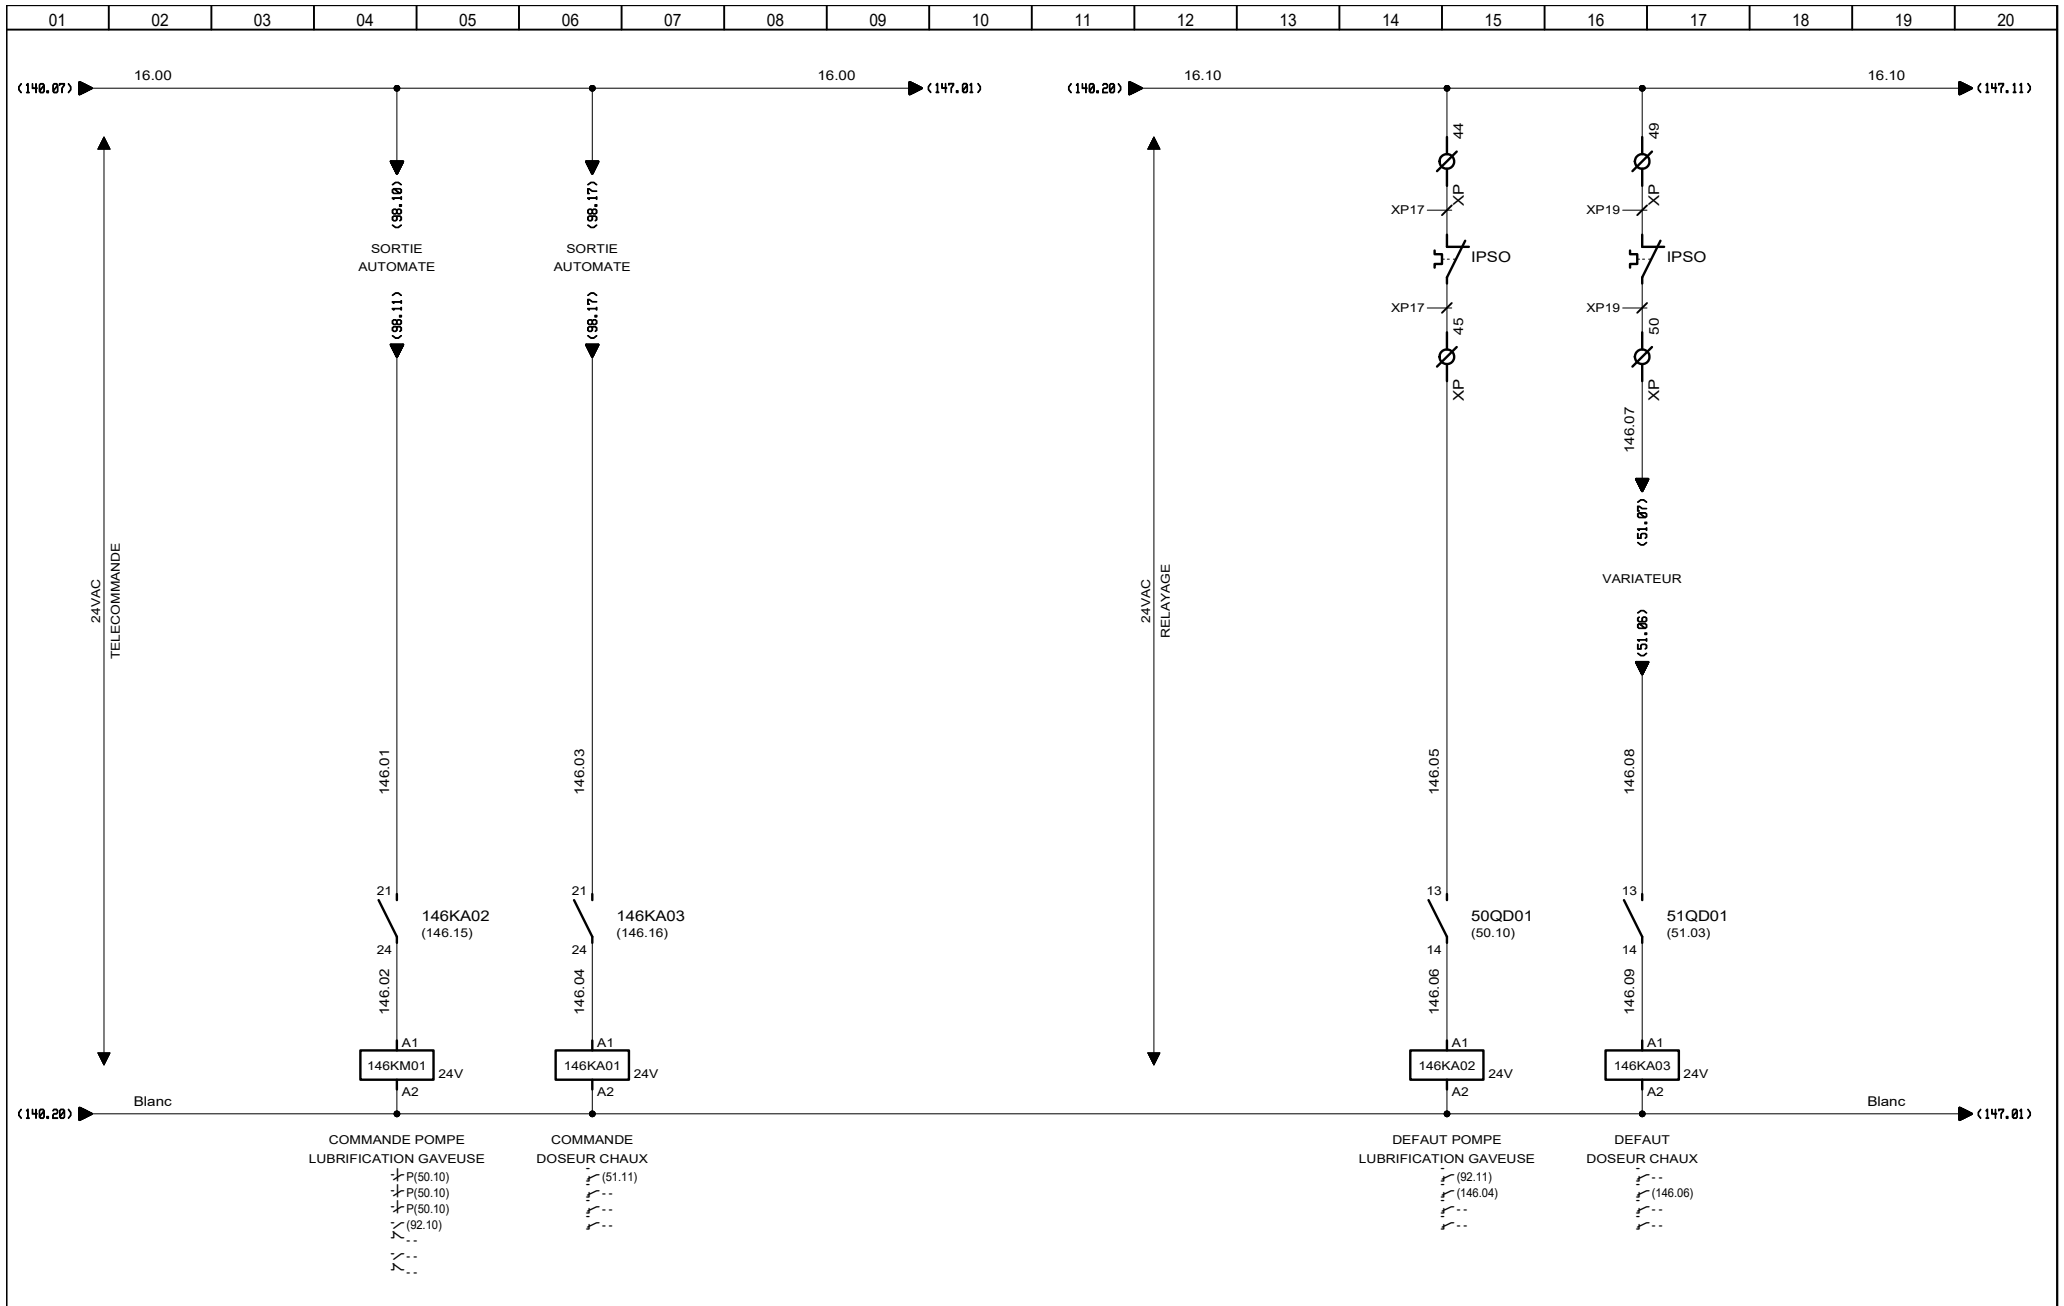 01 02 03 04 05 06 07 08 09 10 11 12 13 14 15 16 17 18 19 20
16.00 16.00 16.10 16.10
(140.07) (147.01) (140.20) (147.11)
44 49
XP XP
XP17 XP19
(98.10) (98.17)
SORTIE SORTIE
AUTOMATE AUTOMATE
IPSO IPSO
(98.11) (98.17)
XP17 XP19
45 50
XP XP
146.07
(51.07)
VARIATEUR
(51.06)
24VAC
TELECOMMANDE
24VAC
RELAYAGE
146.01 146.03 146.05 146.08
21 21 13 13
146KA02 146KA03 50QD01 51QD01
(146.15) (146.16) (50.10) (51.03)
24 24 14 14
146.02 146.04 146.06 146.09
A1 A1 A1 A1
146KM01 24V 146KA01 24V 146KA02 24V 146KA03 24V
A2 A2 A2 A2
Blanc Blanc
(140.20) (147.01)
COMMANDE POMPE COMMANDE DEFAUT POMPE DEFAUT
LUBRIFICATION GAVEUSE DOSEUR CHAUX LUBRIFICATION GAVEUSE DOSEUR CHAUX
P(50.10) (51.11) (92.11) --
P(50.10) -- (146.04) (146.06)
P(50.10) -- -- --
(92.10) -- -- --
--
--
--